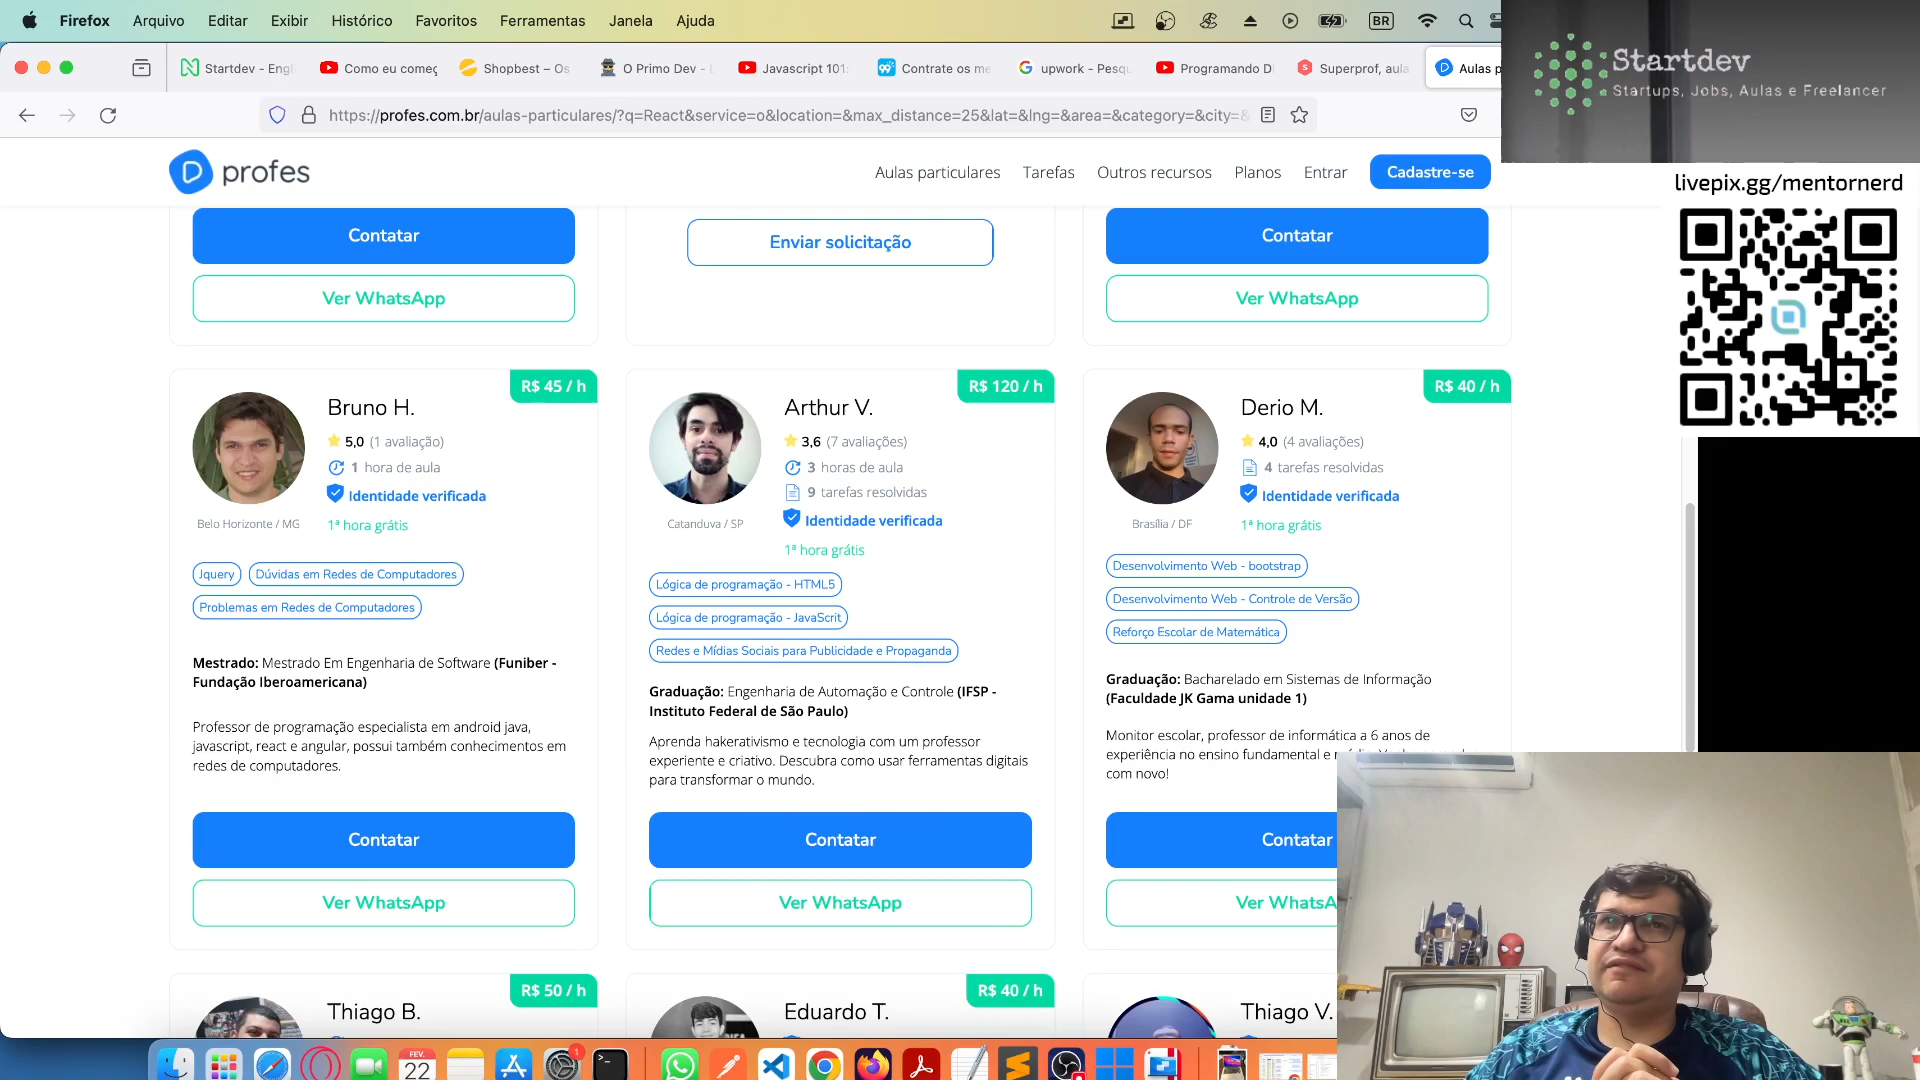 Firefox Arquivo Editar Exibir Histórico Favoritos Ferramentas Janela Ajuda
BR
Startdev - Engl
Como eu começ
Shopbest – Os
O Primo Dev - L
Javascript 101:
Contrate os me
upwork - Pesqu
Programando D
Superprof, aula
Aulas p
https://profes.com.br/aulas-particulares/?q=React&service=o&location=&max_distance=25&lat=&lng=&area=&category=&city=&
Startdev
Startups, Jobs, Aulas e Freelancer
livepix.gg/mentornerd
profes
Aulas particulares Tarefas Outros recursos Planos Entrar Cadastre-se
Contatar
Ver WhatsApp
Enviar solicitação
Contatar
Ver WhatsApp
R$ 45 / h
Bruno H.
5,0 (1 avaliação)
1 hora de aula
Identidade verificada
Belo Horizonte / MG
1ª hora grátis
Jquery
Dúvidas em Redes de Computadores
Problemas em Redes de Computadores
Mestrado: Mestrado Em Engenharia de Software (Funiber -
Fundação Iberoamericana)
Professor de programação especialista em android java,
javascript, react e angular, possui também conhecimentos em
redes de computadores.
Contatar
Ver WhatsApp
R$ 120 / h
Arthur V.
3,6 (7 avaliações)
3 horas de aula
9 tarefas resolvidas
Identidade verificada
Catanduva / SP
1ª hora grátis
Lógica de programação - HTML5
Lógica de programação - JavaScrit
Redes e Mídias Sociais para Publicidade e Propaganda
Graduação: Engenharia de Automação e Controle (IFSP -
Instituto Federal de São Paulo)
Aprenda hakerativismo e tecnologia com um professor
experiente e criativo. Descubra como usar ferramentas digitais
para transformar o mundo.
Contatar
Ver WhatsApp
R$ 40 / h
Derio M.
4,0 (4 avaliações)
4 tarefas resolvidas
Identidade verificada
Brasília / DF
1ª hora grátis
Desenvolvimento Web - bootstrap
Desenvolvimento Web - Controle de Versão
Reforço Escolar de Matemática
Graduação: Bacharelado em Sistemas de Informação
(Faculdade JK Gama unidade 1)
Monitor escolar, professor de informática a 6 anos de
experiência no ensino fundamental e
com novo!
Contatar
Ver WhatsA
R$ 50 / h
Thiago B.
R$ 40 / h
Eduardo T.
Thiago V.
FEV.
22
1